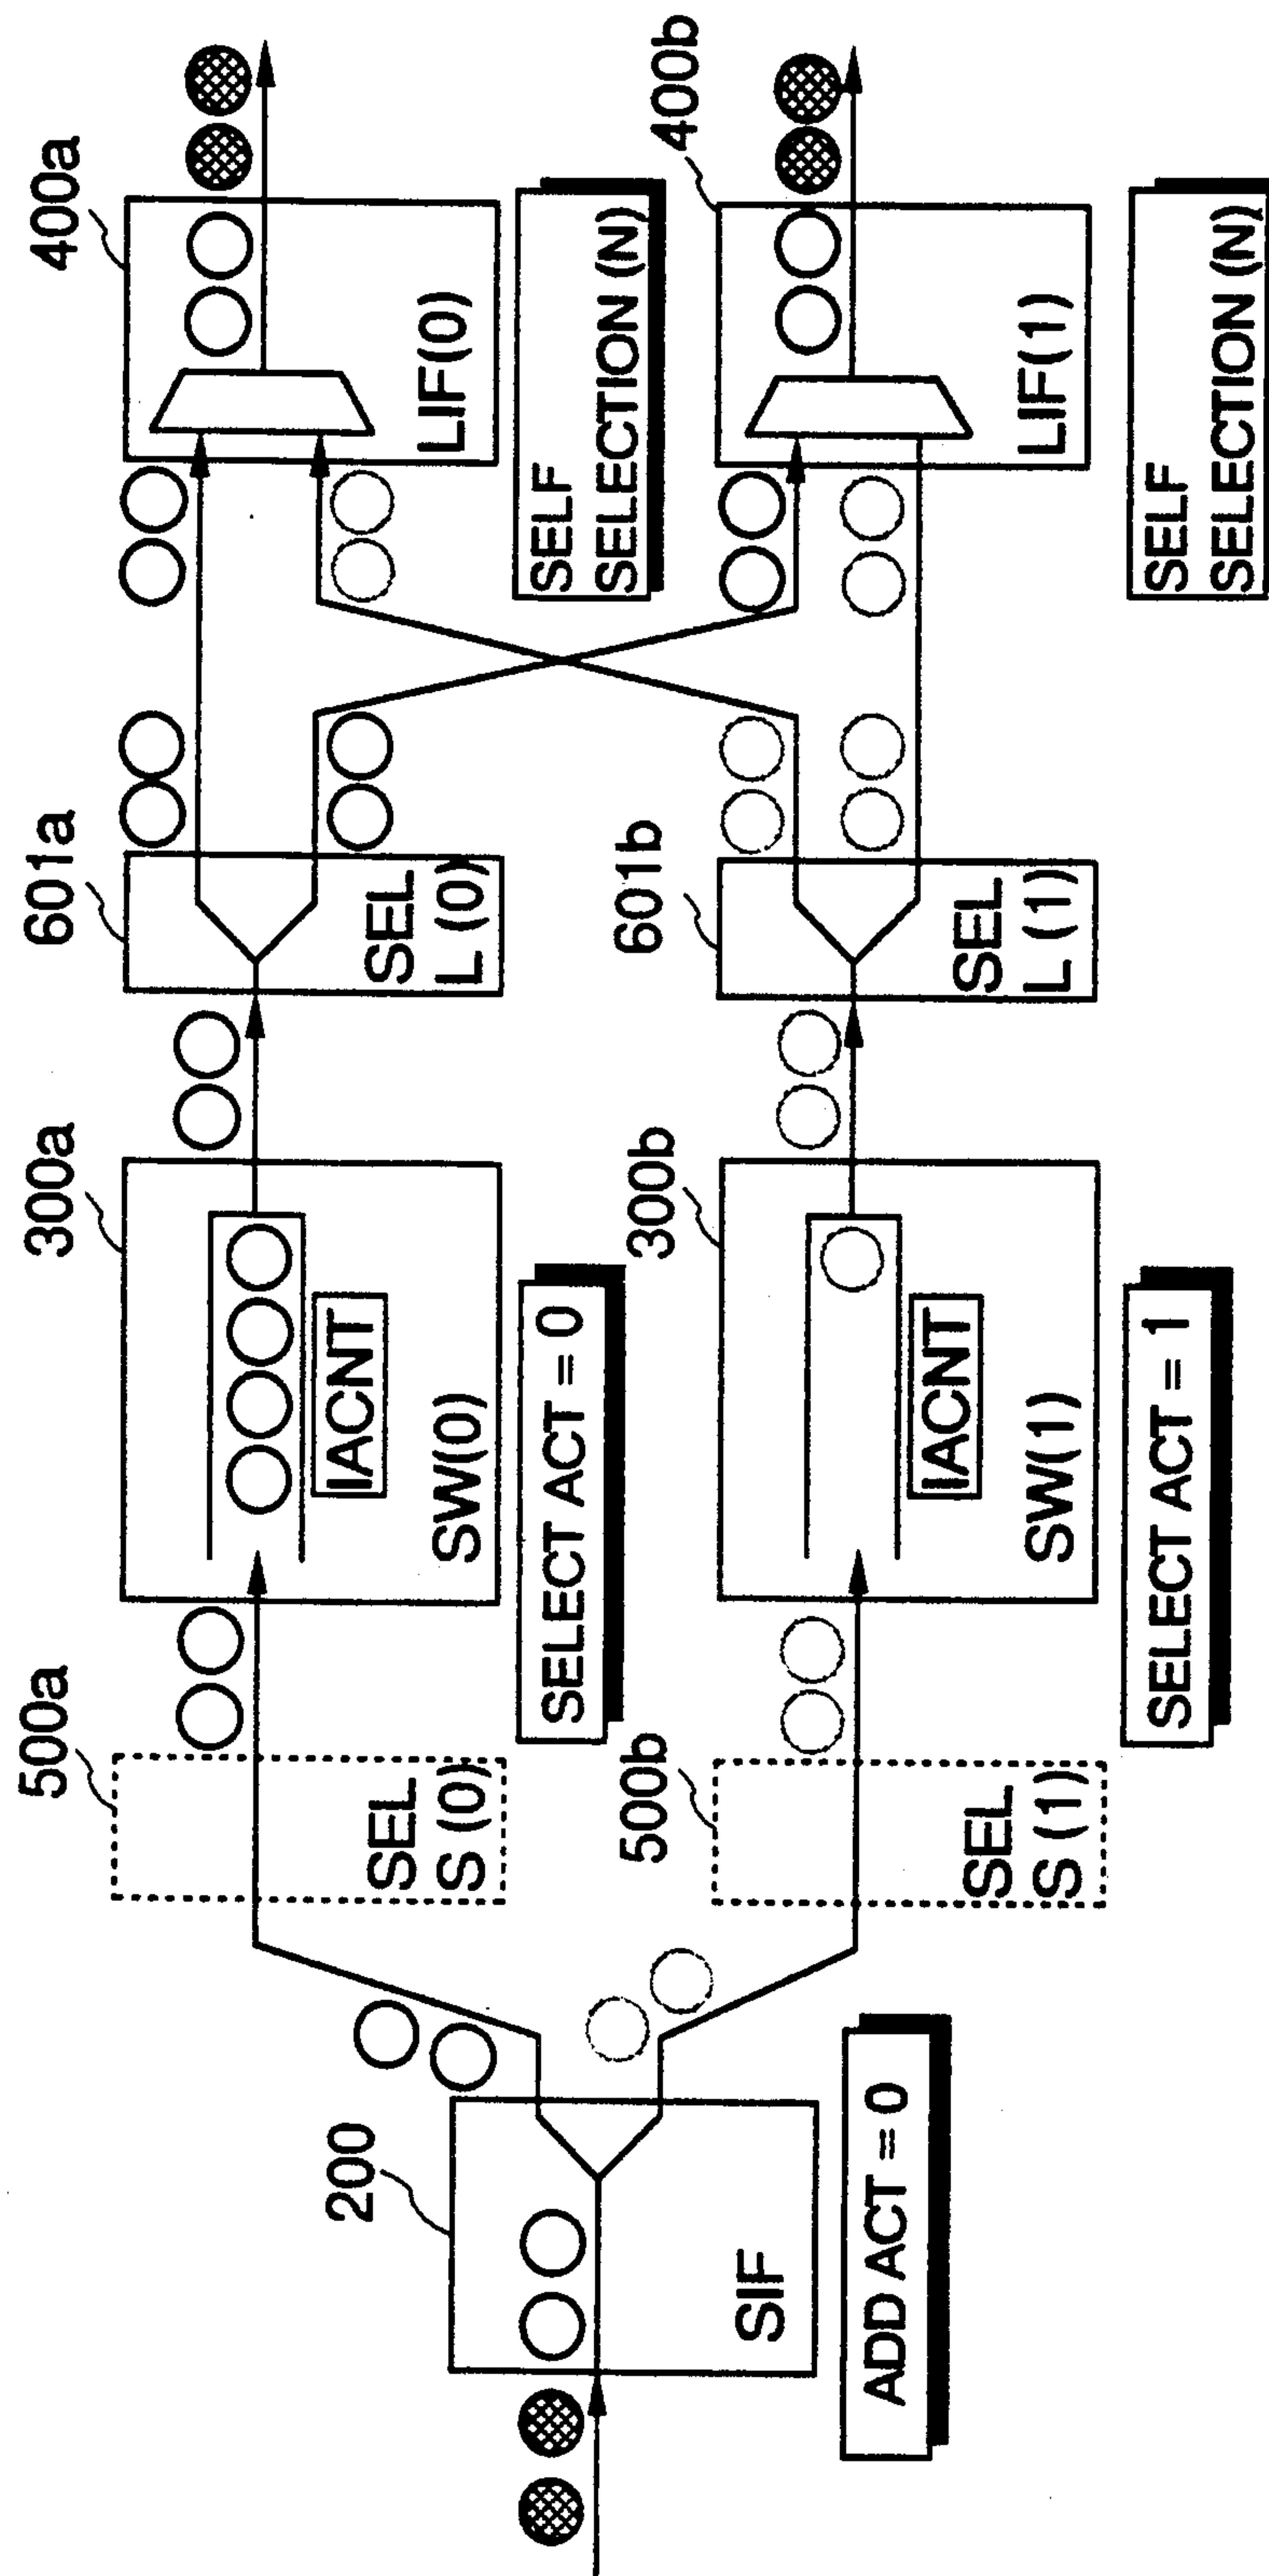 200
SIF
ADD ACT = 0
500a
SEL
S (0)
500b
SEL
S (1)
300a
IACNT
SW(0)
SELECT ACT = 0
300b
IACNT
SW(1)
SELECT ACT = 1
601a
SEL
L (0)
601b
SEL
L (1)
400a
LIF(0)
SELF
SELECTION (N)
400b
LIF(1)
SELF
SELECTION (N)